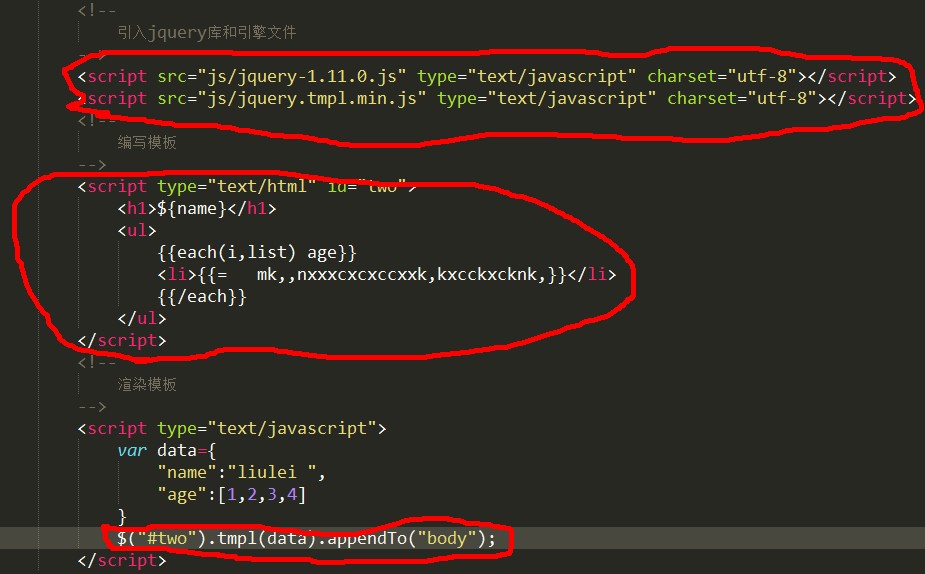 <!--
引入jquery库和引擎文件
-->
<script src="js/jquery-1.11.0.js" type="text/javascript" charset="utf-8"></script>
<script src="js/jquery.tmpl.min.js" type="text/javascript" charset="utf-8"></script>
<!--
编写模板
-->
<script type="text/html" id="two">
<h1>${name}</h1>
<ul>
{{each(i,list) age}}
<li>{{= mk,,nxxxcxcxccxxk,kxcckxcknk,}}</li>
{{/each}}
</ul>
</script>
<!--
渲染模板
-->
<script type="text/javascript">
var data={
"name":"liulei ",
"age":[1,2,3,4]
}
$("#two").tmpl(data).appendTo("body");
</script>